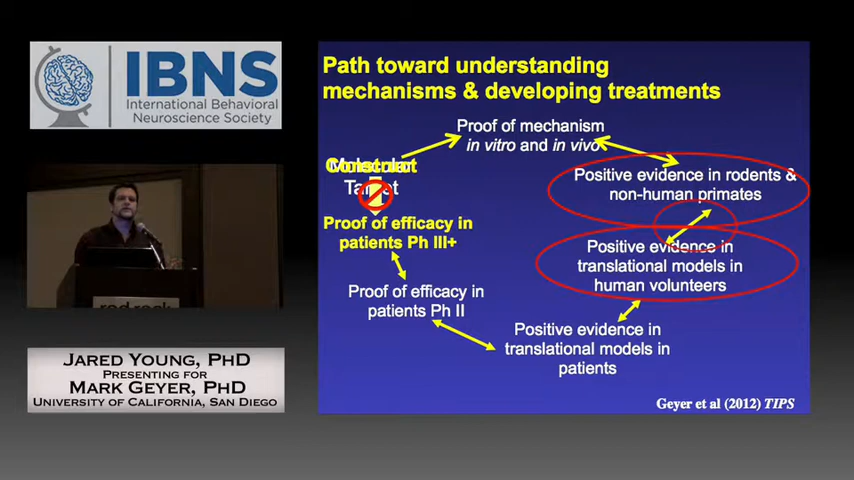 IBNS
International Behavioral
Neuroscience Society
JARED YOUNG, PHD
PRESENTING FOR
MARK GEYER, PHD
UNIVERSITY OF CALIFORNIA, SAN DIEGO
Path toward understanding
mechanisms & developing treatments
Proof of mechanism
in vitro and in vivo
Construct
Target
Proof of efficacy in
patients Ph III+
Proof of efficacy in
patients Ph II
Positive evidence in rodents &
non-human primates
Positive evidence in
translational models in
human volunteers
Positive evidence in
translational models in
patients
Geyer et al (2012) TIPS